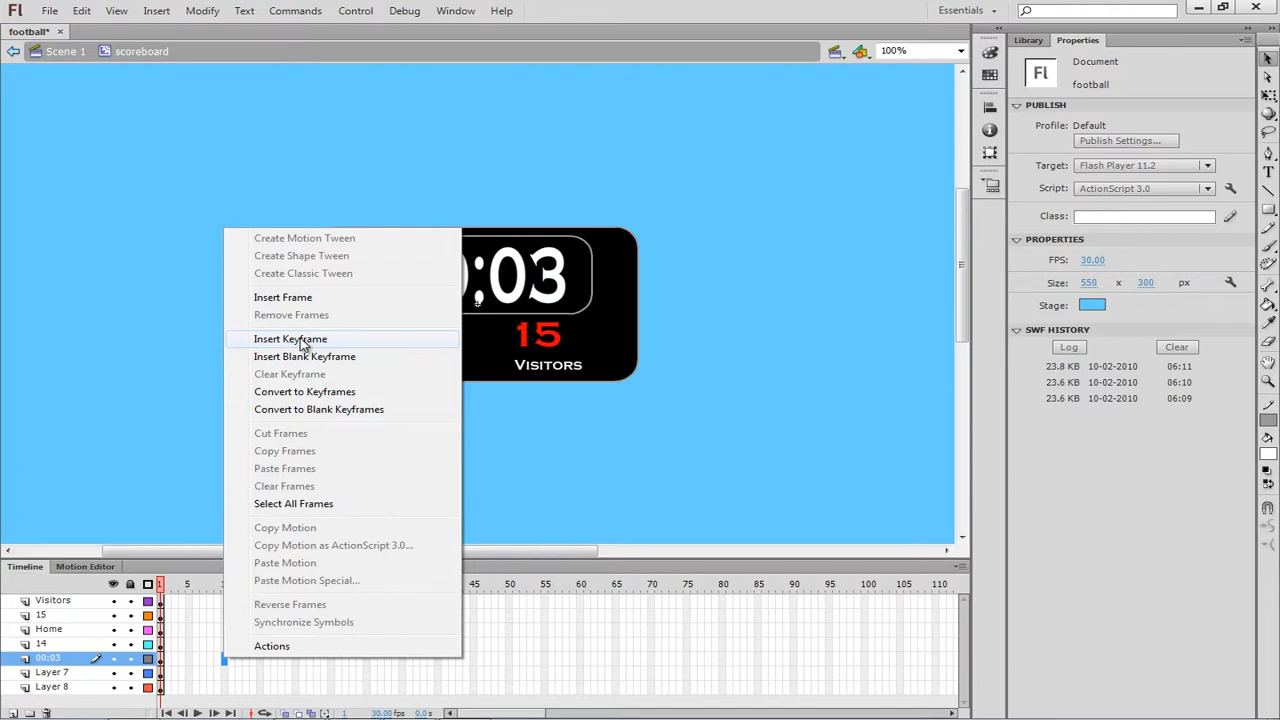 Fl File Edit View Insert Modify Text Commands Control Debug Window Help Essentials
football* ×
Scene 1 scoreboard 100%
Library Properties
Fl Document
football
PUBLISH
Profile: Default
Publish Settings...
Target: Flash Player 11.2
Script: ActionScript 3.0
Class:
PROPERTIES
FPS: 30.00
Size: 550 x 300 px
Stage:
SWF HISTORY
Log Clear
23.8 KB 10-02-2010 06:11
23.6 KB 10-02-2010 06:10
23.6 KB 10-02-2010 06:09
:03
15
VISITORS
Create Motion Tween
Create Shape Tween
Create Classic Tween
Insert Frame
Remove Frames
Insert Keyframe
Insert Blank Keyframe
Clear Keyframe
Convert to Keyframes
Convert to Blank Keyframes
Cut Frames
Copy Frames
Paste Frames
Clear Frames
Select All Frames
Copy Motion
Copy Motion as ActionScript 3.0...
Paste Motion
Paste Motion Special...
Reverse Frames
Synchronize Symbols
Actions
Timeline Motion Editor
1 5 45 50 55 60 65 70 75 80 85 90 95 100 105 110
Visitors
15
Home
14
00:03
Layer 7
Layer 8
1 30.00 fps 0.0 s